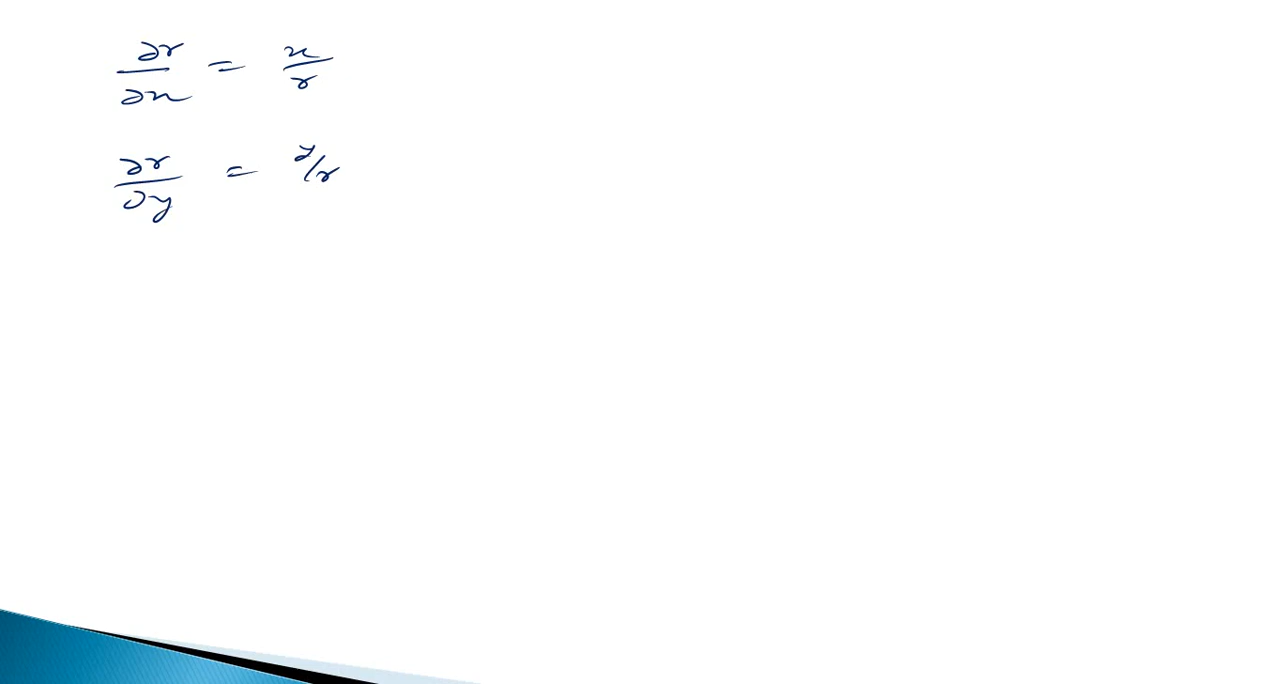 ∂r/∂x = x/r
∂r/∂y = y/r